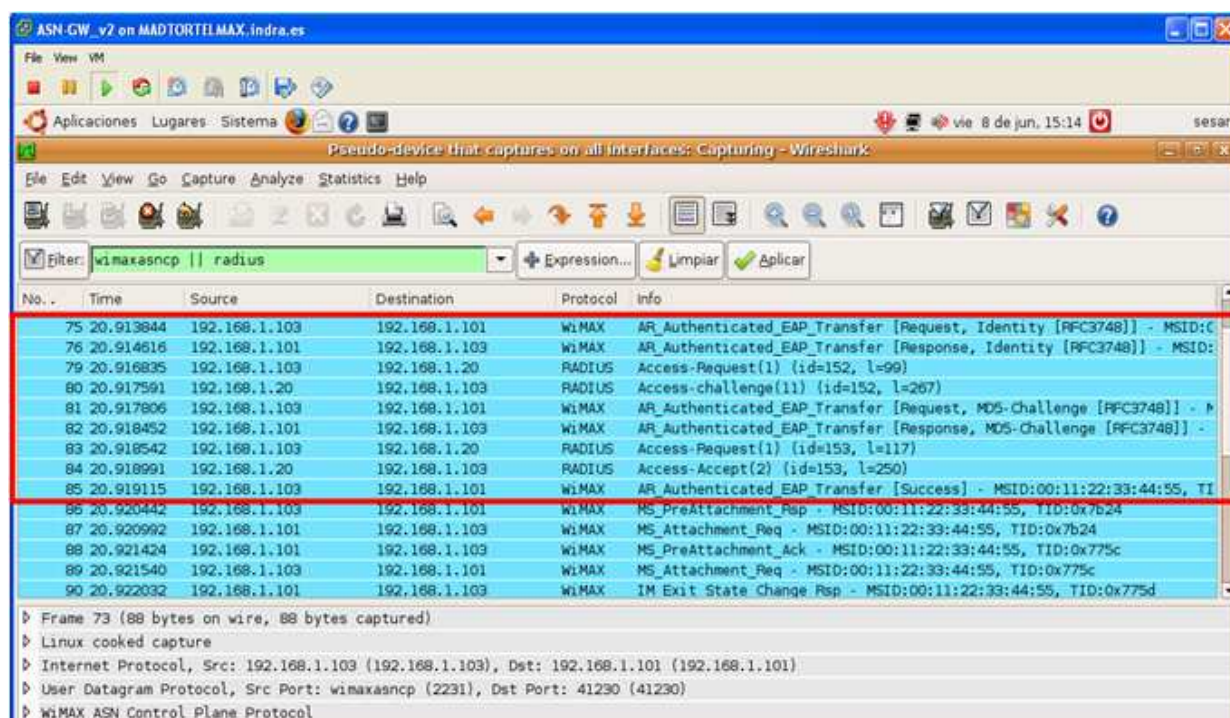 ASN-GW_v2 on MADTORTELMAX.indra.es
File View VM
Aplicaciones Lugares Sistema vie 8 de jun, 15:14 sesar
Pseudo-device that captures on all interfaces: Capturing - Wireshark
File Edit View Go Capture Analyze Statistics Help
Filter: wimaxasncp || radius Expression... Limpiar Aplicar
No. . Time Source Destination Protocol Info
75 20.913844 192.168.1.103 192.168.1.101 WiMAX AR_Authenticated_EAP_Transfer [Request, Identity [RFC3748]] - MSID:0
76 20.914616 192.168.1.101 192.168.1.103 WiMAX AR_Authenticated_EAP_Transfer [Response, Identity [RFC3748]] - MSID:
79 20.916835 192.168.1.103 192.168.1.20 RADIUS Access-Request(1) (id=152, l=99)
80 20.917591 192.168.1.20 192.168.1.103 RADIUS Access-challenge(11) (id=152, l=267)
81 20.917806 192.168.1.103 192.168.1.101 WiMAX AR_Authenticated_EAP_Transfer [Request, MD5-Challenge [RFC3748]] - M
82 20.918452 192.168.1.101 192.168.1.103 WiMAX AR_Authenticated_EAP_Transfer [Response, MD5-Challenge [RFC3748]] -
83 20.918542 192.168.1.103 192.168.1.20 RADIUS Access-Request(1) (id=153, l=117)
84 20.918991 192.168.1.20 192.168.1.103 RADIUS Access-Accept(2) (id=153, l=250)
85 20.919115 192.168.1.103 192.168.1.101 WiMAX AR_Authenticated_EAP_Transfer [Success] - MSID:00:11:22:33:44:55, TI
86 20.920442 192.168.1.103 192.168.1.101 WiMAX MS_PreAttachment_Rsp - MSID:00:11:22:33:44:55, TID:0x7b24
87 20.920992 192.168.1.101 192.168.1.103 WiMAX MS_Attachment_Req - MSID:00:11:22:33:44:55, TID:0x7b24
88 20.921424 192.168.1.101 192.168.1.103 WiMAX MS_PreAttachment_Ack - MSID:00:11:22:33:44:55, TID:0x775c
89 20.921540 192.168.1.103 192.168.1.101 WiMAX MS_Attachment_Req - MSID:00:11:22:33:44:55, TID:0x775c
90 20.922032 192.168.1.101 192.168.1.103 WiMAX IM Exit State Change Rsp - MSID:00:11:22:33:44:55, TID:0x775d
Frame 73 (88 bytes on wire, 88 bytes captured)
Linux cooked capture
Internet Protocol, Src: 192.168.1.103 (192.168.1.103), Dst: 192.168.1.101 (192.168.1.101)
User Datagram Protocol, Src Port: wimaxasncp (2231), Dst Port: 41230 (41230)
WiMAX ASN Control Plane Protocol